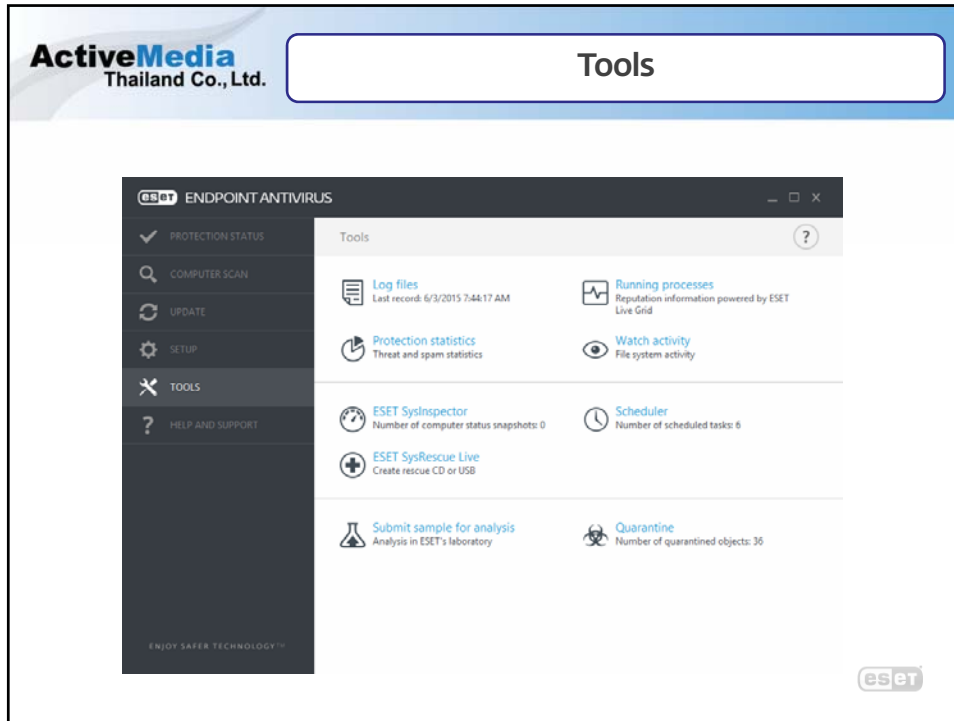 ActiveMedia
Thailand Co., Ltd.
Tools
eset ENDPOINT ANTIVIRUS
PROTECTION STATUS
COMPUTER SCAN
UPDATE
SETUP
TOOLS
HELP AND SUPPORT
ENJOY SAFER TECHNOLOGY™
Tools
?
Log files
Last record: 6/3/2015 7:44:17 AM
Running processes
Reputation information powered by ESET
Live Grid
Protection statistics
Threat and spam statistics
Watch activity
File system activity
ESET SysInspector
Number of computer status snapshots: 0
Scheduler
Number of scheduled tasks: 6
ESET SysRescue Live
Create rescue CD or USB
Submit sample for analysis
Analysis in ESET's laboratory
Quarantine
Number of quarantined objects: 36
eset